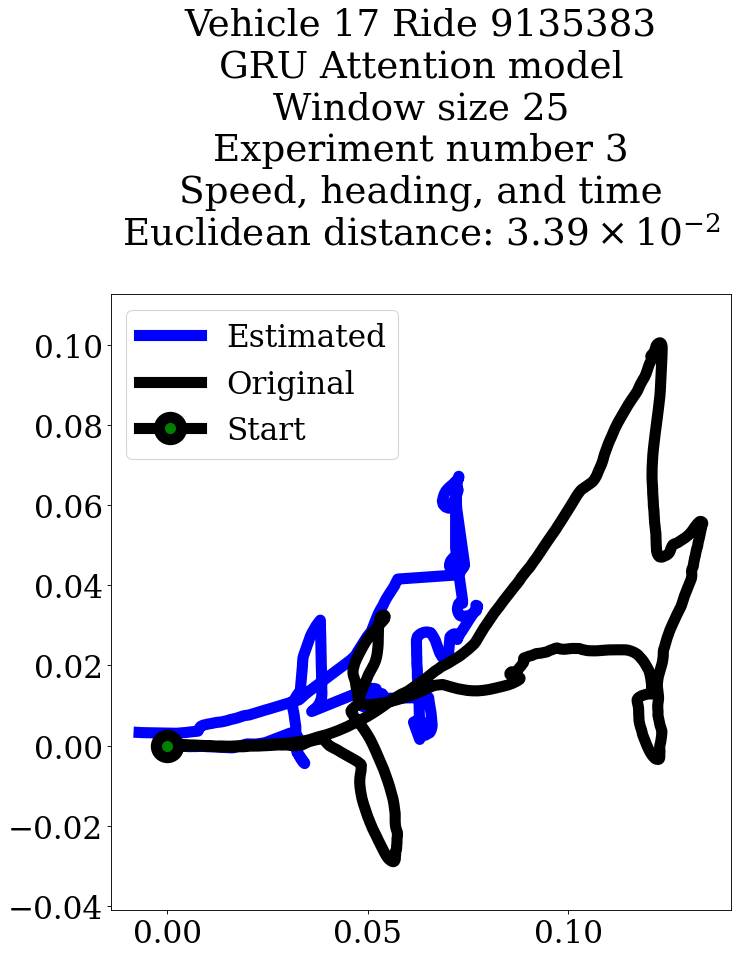 Vehicle 17 Ride 9135383
GRU Attention model
Window size 25
Experiment number 3
Speed, heading, and time
Euclidean distance: 3.39 × 10⁻²
Estimated
Original
Start
0.10
0.08
0.06
0.04
0.02
0.00
−0.02
−0.04
0.00 0.05 0.10